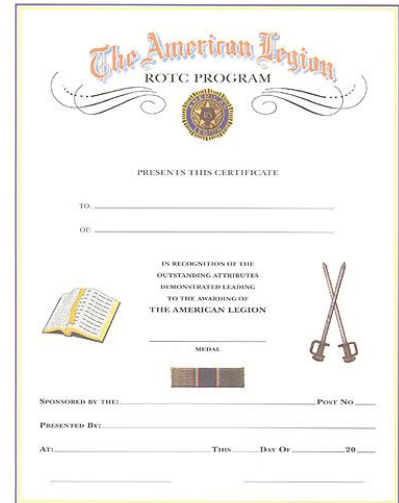 The American Legion
ROTC PROGRAM
PRESENTS THIS CERTIFICATE
TO:
OF:
IN RECOGNITION OF THE
OUTSTANDING ATTRIBUTES
DEMONSTRATED LEADING
TO THE AWARDING OF
THE AMERICAN LEGION
MEDAL
SPONSORED BY THE: POST NO
PRESENTED BY:
AT: THIS DAY OF 20